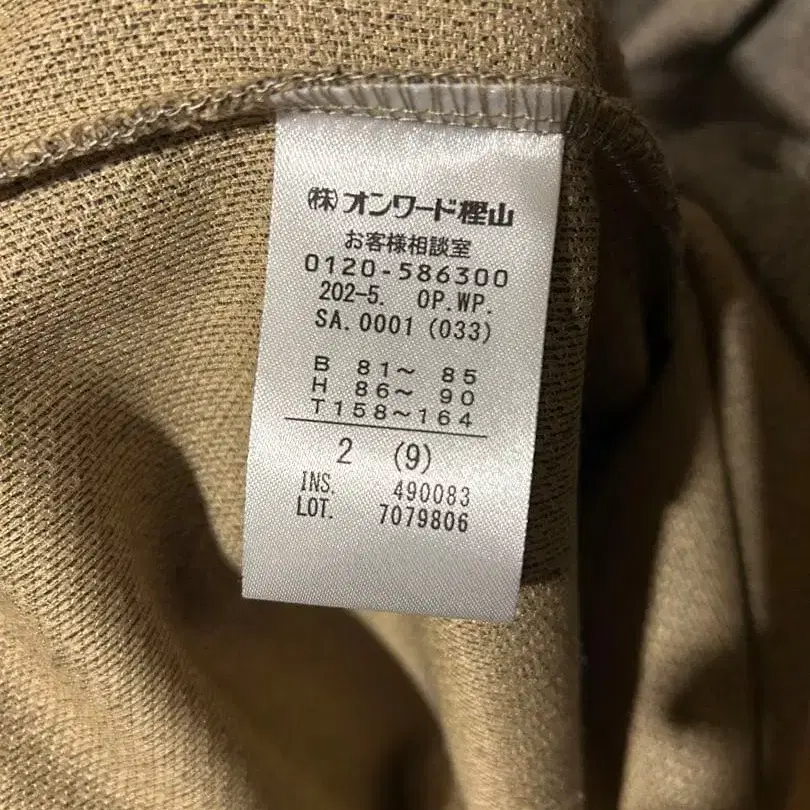 (株)オンワード樫山
お客様相談室
0120-586300
202-5. OP.WP.
SA.0001(033)
B 81～ 85
H 86～ 90
T158～164
2 (9)
INS. 490083
LOT. 7079806